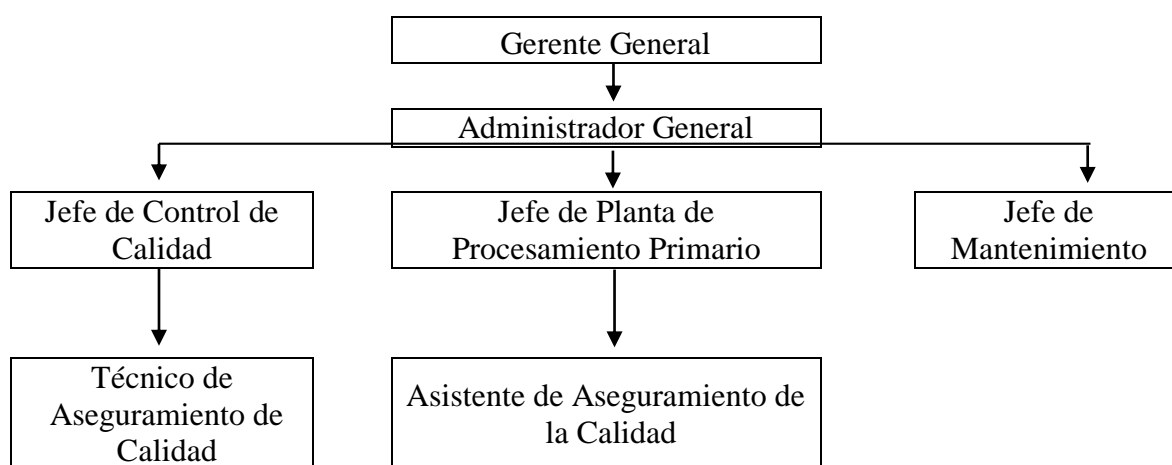 Gerente General
Administrador General
Jefe de Control de
Calidad
Jefe de Planta de
Procesamiento Primario
Jefe de
Mantenimiento
Técnico de
Aseguramiento de
Calidad
Asistente de Aseguramiento de
la Calidad